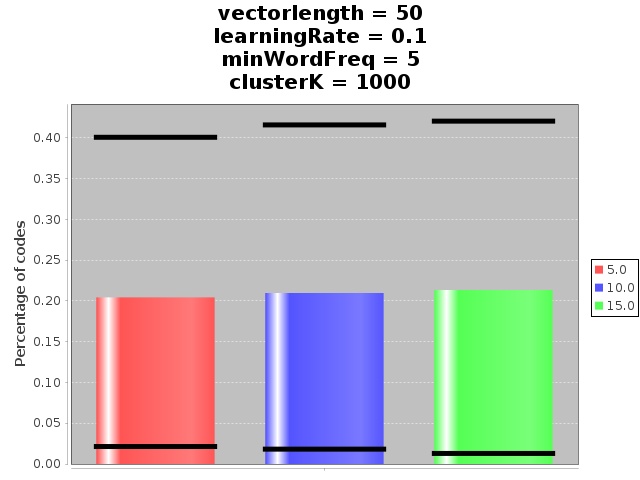 vectorlength = 50
learningRate = 0.1
minWordFreq = 5
clusterK = 1000
0.40
0.35
0.30
0.25
0.20
0.15
0.10
0.05
0.00
Percentage of codes
5.0
10.0
15.0